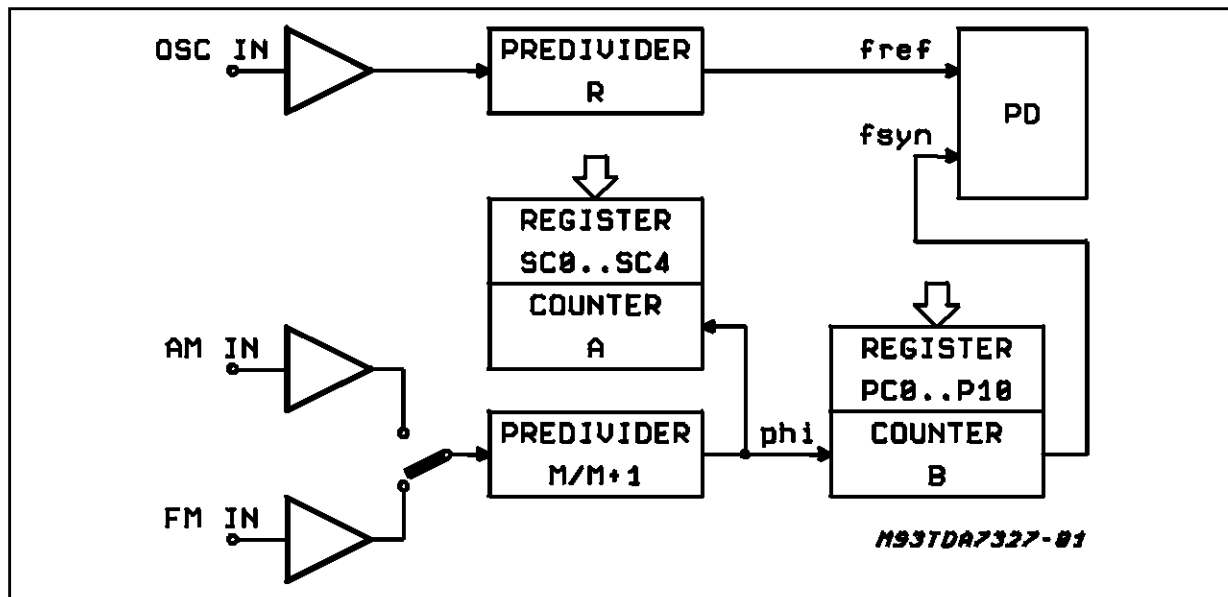 OSC IN
PREDIVIDER
R
fref
PD
fsyn
REGISTER
SC0..SC4
COUNTER
A
AM IN
REGISTER
PC0..P10
PREDIVIDER
M/M+1
phi
COUNTER
B
FM IN
M93TDA7327-01